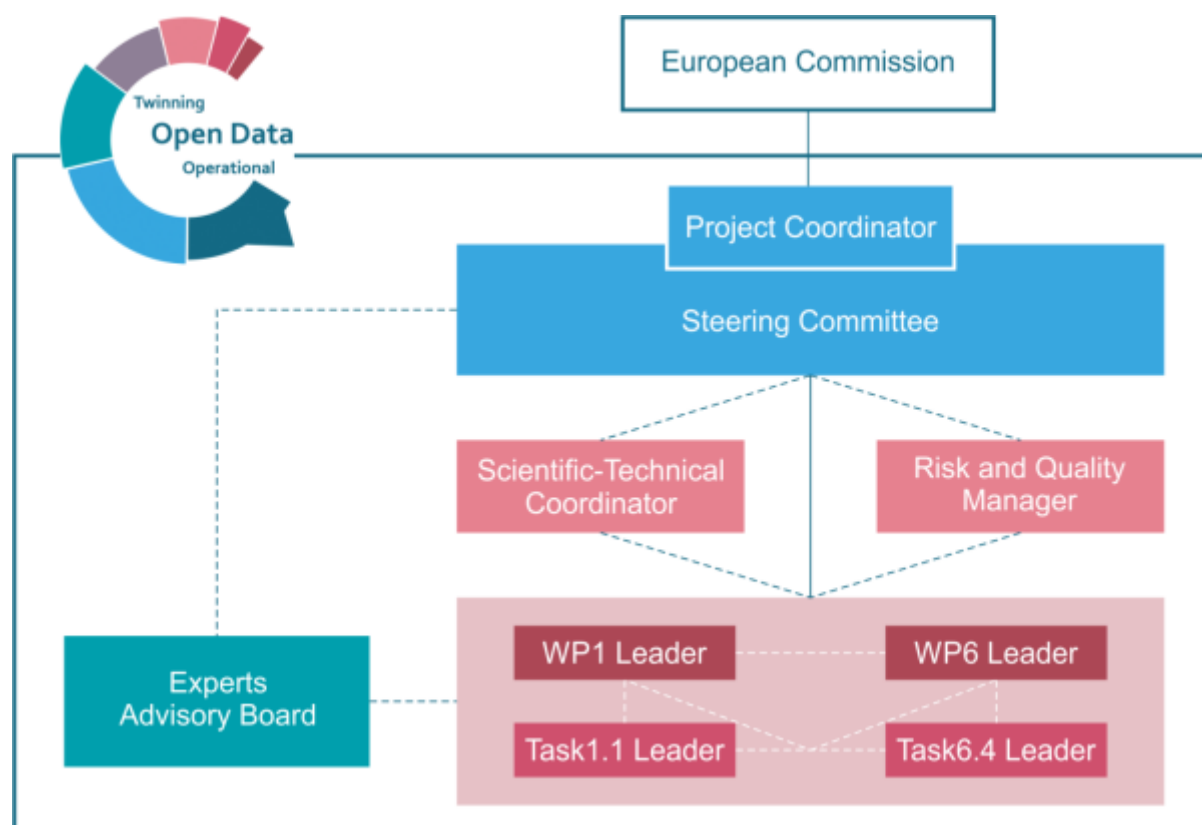 Twinning
Open Data
Operational
European Commission
Project Coordinator
Steering Committee
Scientific-Technical
Coordinator
Risk and Quality
Manager
Experts
Advisory Board
WP1 Leader
WP6 Leader
Task1.1 Leader
Task6.4 Leader